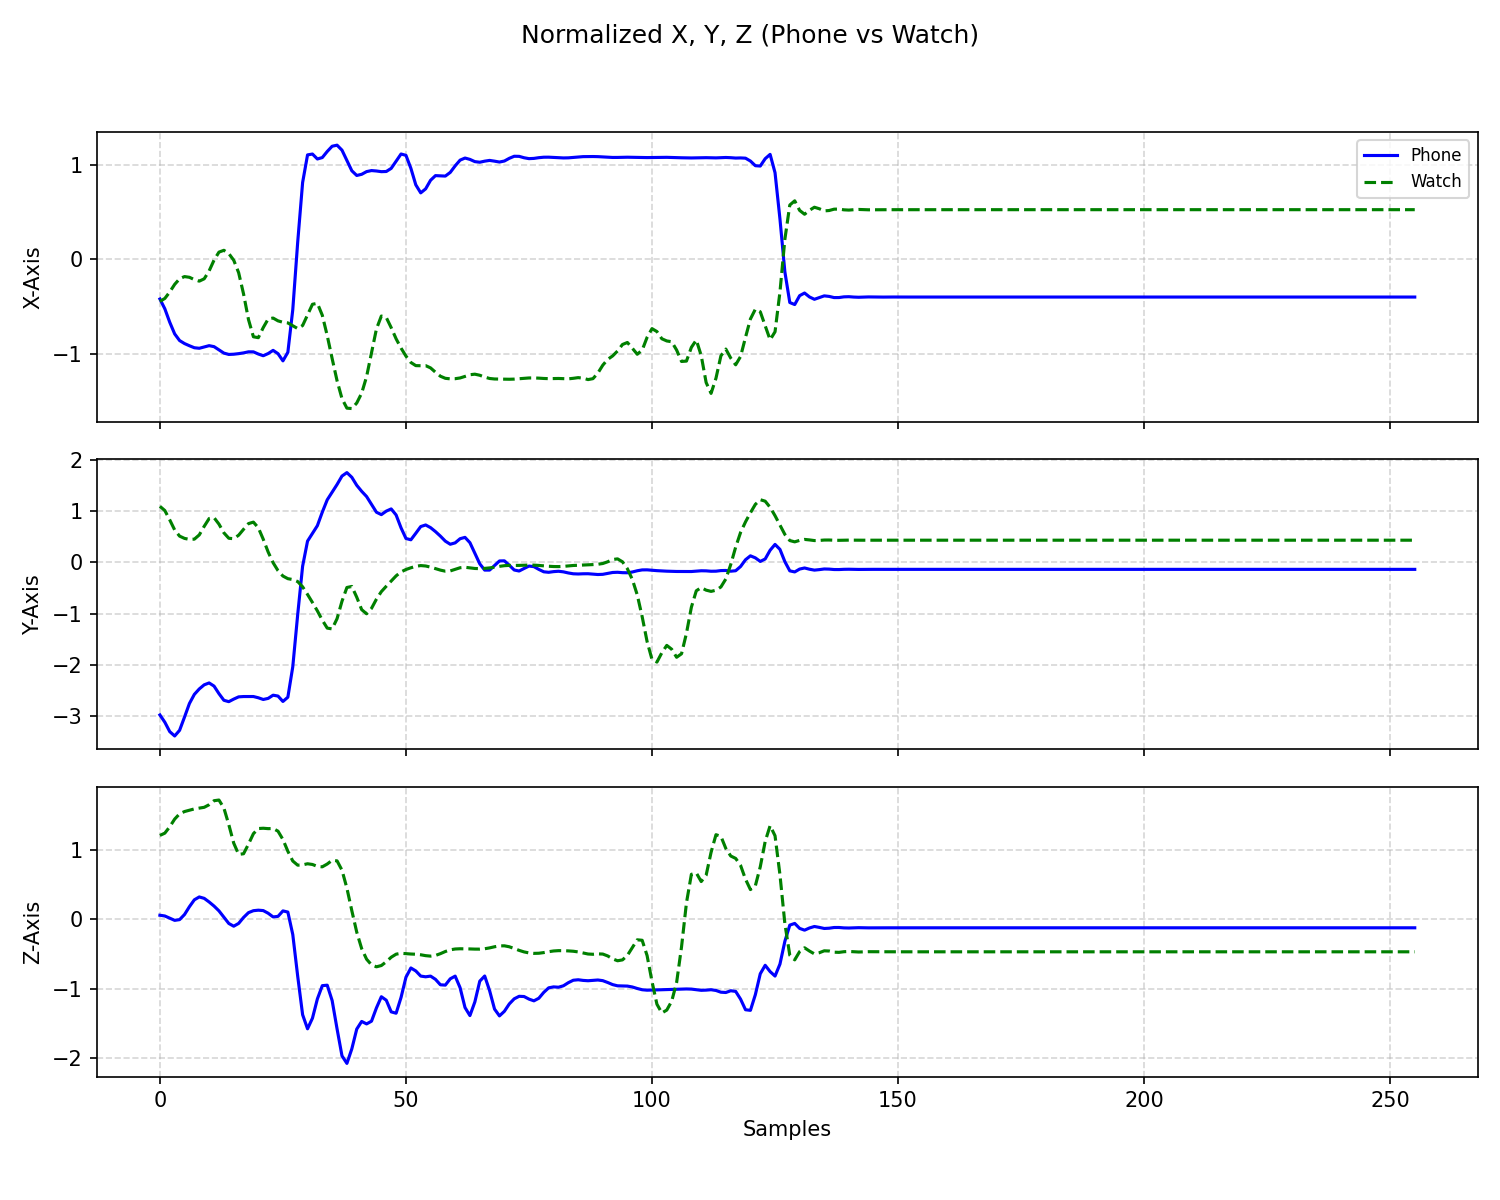 Normalized X, Y, Z (Phone vs Watch)
X-Axis
1
0
−1
Phone
Watch
Y-Axis
2
1
0
−1
−2
−3
Z-Axis
1
0
−1
−2
0 50 100 150 200 250
Samples